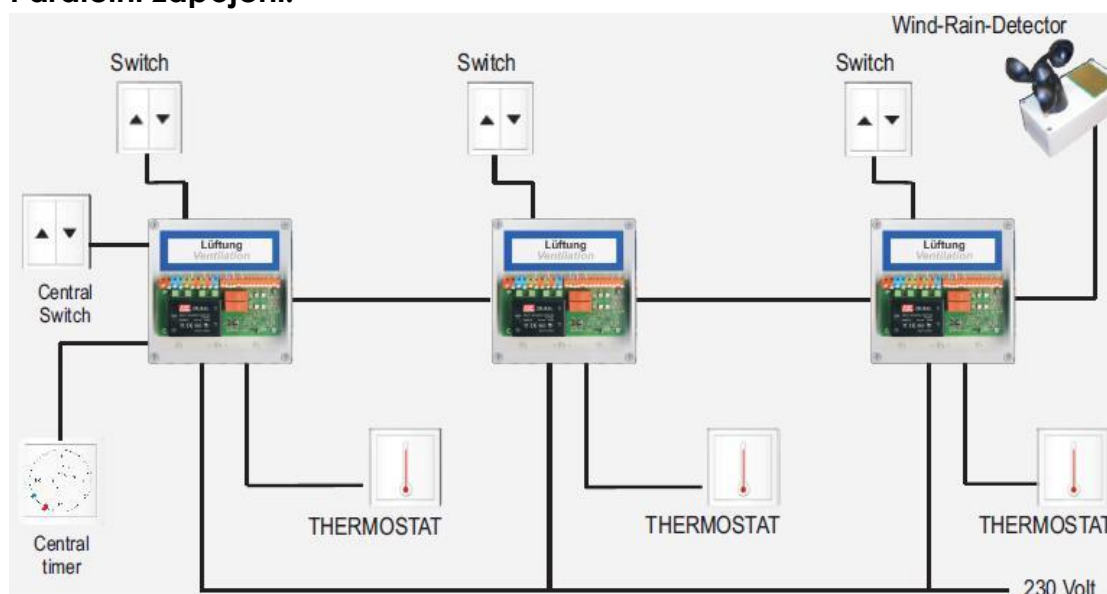 Paralelní zapojení:
Wind-Rain-Detector
Switch
Switch
Switch
Lüftung
Ventilation
Lüftung
Ventilation
Lüftung
Ventilation
Central
Switch
THERMOSTAT
THERMOSTAT
THERMOSTAT
Central
timer
230 Volt